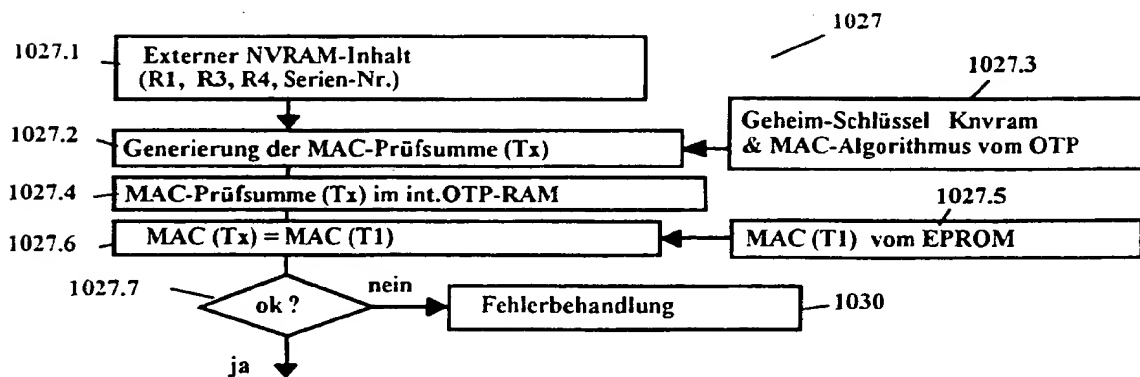 1027
1027.1
Externer NVRAM-Inhalt
(R1, R3, R4, Serien-Nr.)
1027.3
Geheim-Schlüssel Knvram
& MAC-Algorithmus vom OTP
1027.2
Generierung der MAC-Prüfsumme (Tx)
1027.4
MAC-Prüfsumme (Tx) im int.OTP-RAM
1027.5
1027.6
MAC (Tx) = MAC (T1)
MAC (T1) vom EPROM
1027.7
ok ?
nein
Fehlerbehandlung
1030
ja